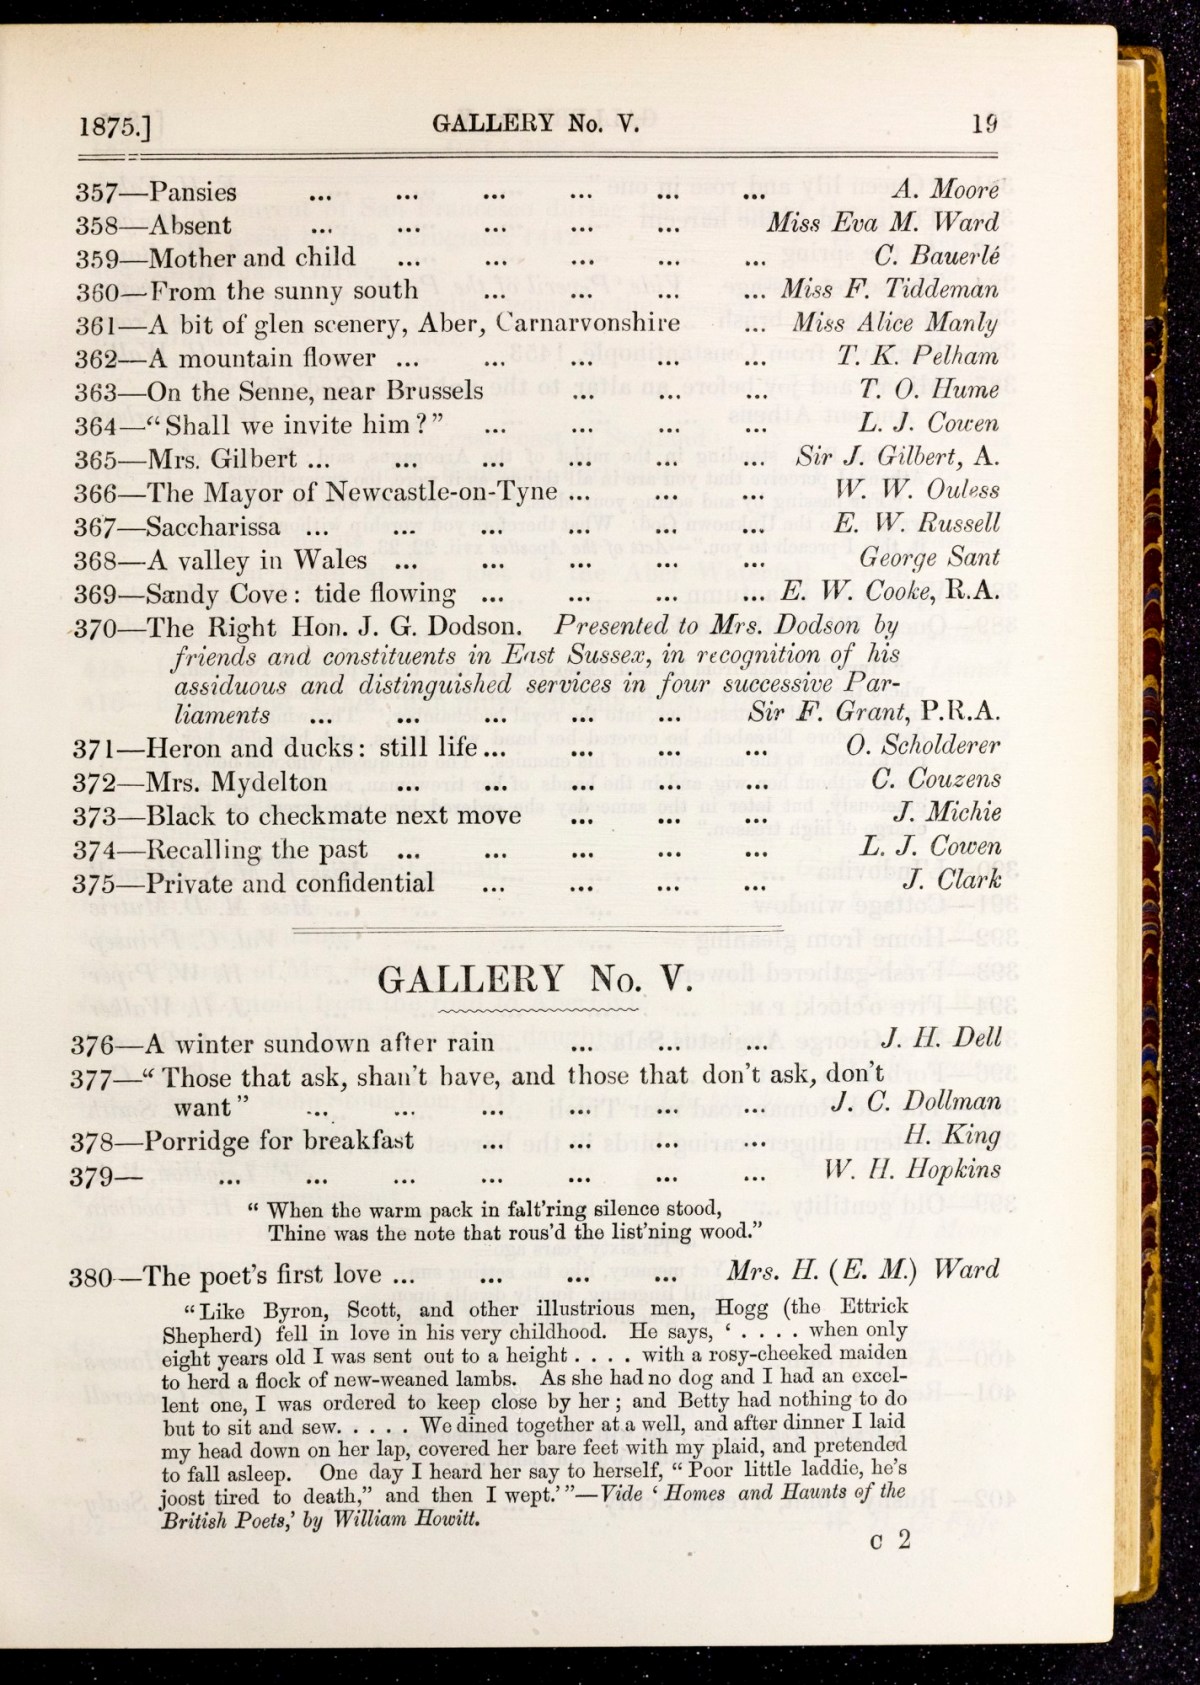 1875.] GALLERY No. V. 19
357—Pansies ... ... ... ... ... ... A. Moore
358—Absent ... ... ... ... ... Miss Eva M. Ward
359—Mother and child ... ... ... ... ... C. Bauerlé
360—From the sunny south ... ... ... ... Miss F. Tiddeman
361—A bit of glen scenery, Aber, Carnarvonshire ... Miss Alice Manly
362—A mountain flower ... ... ... ... ... T. K. Pelham
363—On the Senne, near Brussels ... ... ... T. O. Hume
364—“Shall we invite him?” ... ... ... ... L. J. Cowen
365—Mrs. Gilbert ... ... ... ... ... ... Sir J. Gilbert, A.
366—The Mayor of Newcastle-on-Tyne ... ... ... W. W. Ouless
367—Saccharissa ... ... ... ... ... ... E. W. Russell
368—A valley in Wales ... ... ... ... ... George Sant
369—Sandy Cove: tide flowing ... ... ... ... E. W. Cooke, R.A.
370—The Right Hon. J. G. Dodson. Presented to Mrs. Dodson by
friends and constituents in East Sussex, in recognition of his
assiduous and distinguished services in four successive Par-
liaments ... ... ... ... ... Sir F. Grant, P.R.A.
371—Heron and ducks: still life ... ... ... ... O. Scholderer
372—Mrs. Mydelton ... ... ... ... ... C. Couzens
373—Black to checkmate next move ... ... ... J. Michie
374—Recalling the past ... ... ... ... ... L. J. Cowen
375—Private and confidential ... ... ... ... J. Clark
GALLERY No. V.
376—A winter sundown after rain ... ... ... J. H. Dell
377—“Those that ask, shan’t have, and those that don’t ask, don’t
want” ... ... ... ... ... ... J. C. Dollman
378—Porridge for breakfast ... ... ... ... H. King
379— ... ... ... ... ... ... ... W. H. Hopkins
“When the warm pack in falt’ring silence stood,
Thine was the note that rous’d the list’ning wood.”
380—The poet’s first love ... ... ... ... Mrs. H. (E. M.) Ward
“Like Byron, Scott, and other illustrious men, Hogg (the Ettrick
Shepherd) fell in love in his very childhood. He says, ‘ . . . . when only
eight years old I was sent out to a height . . . . with a rosy-cheeked maiden
to herd a flock of new-weaned lambs. As she had no dog and I had an excel-
lent one, I was ordered to keep close by her; and Betty had nothing to do
but to sit and sew. . . . . We dined together at a well, and after dinner I laid
my head down on her lap, covered her bare feet with my plaid, and pretended
to fall asleep. One day I heard her say to herself, “Poor little laddie, he’s
joost tired to death,” and then I wept.’”—Vide ‘Homes and Haunts of the
British Poets,’ by William Howitt.
C 2